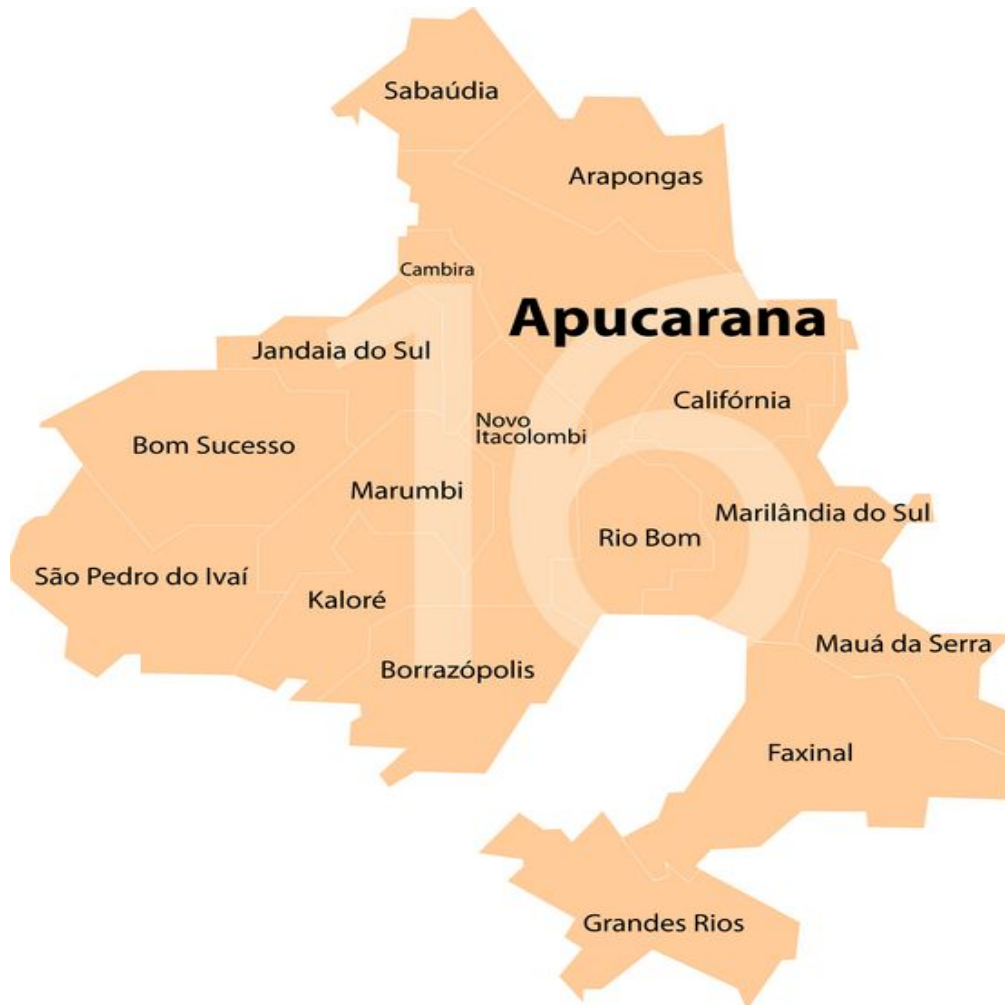 Sabaúdia
Arapongas
Cambira
Apucarana
Jandaia do Sul
Califórnia
Novo
Itacolombi
Bom Sucesso
Marumbi
Marilândia do Sul
Rio Bom
São Pedro do Ivaí
Kaloré
Mauá da Serra
Borrazópolis
Faxinal
Grandes Rios
16